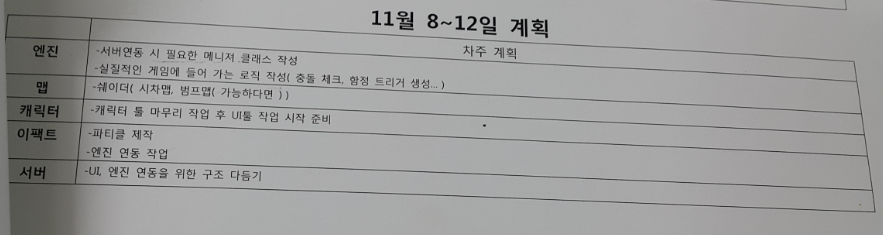 11월 8~12일 계획
차주 계획
엔진
-서버연동 시 필요한 메니져 클래스 작성
-실질적인 게임에 들어 가는 로직 작성( 충돌 체크, 함정 트리거 생성... )
맵
-쉐이더( 시차맵, 범프맵( 가능하다면 ) )
캐릭터
-캐릭터 툴 마무리 작업 후 UI툴 작업 시작 준비
이팩트
-파티클 제작
-엔진 연동 작업
서버
-UI, 엔진 연동을 위한 구조 다듬기